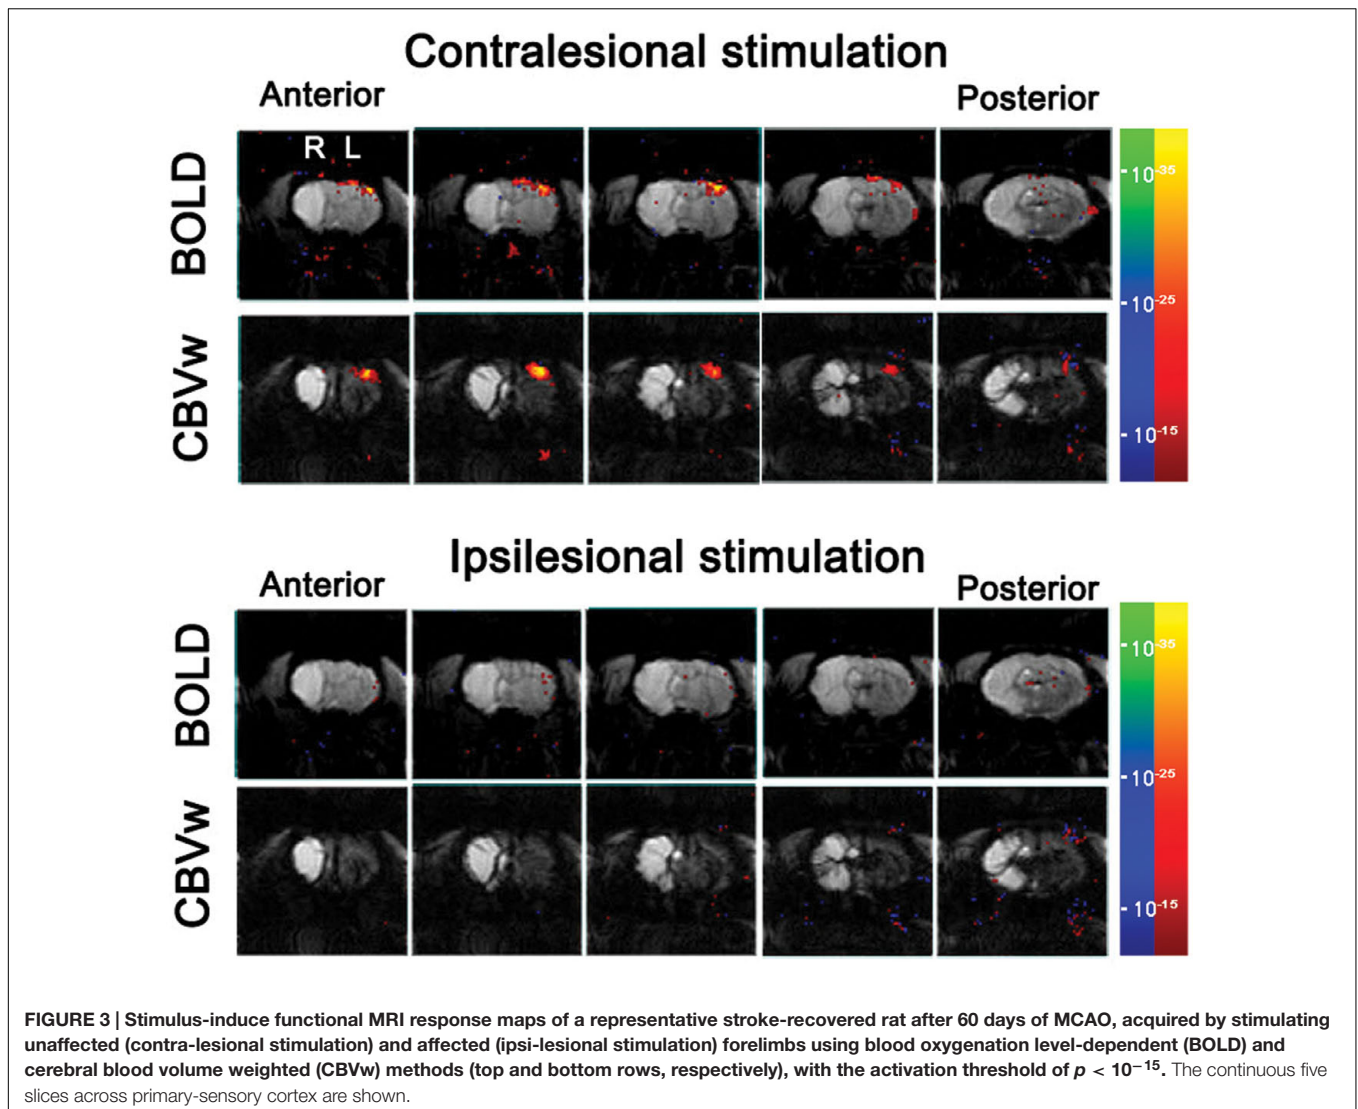 Contralesional stimulation
Anterior
Posterior
BOLD
R L
10-35
10-25
10-15
CBVw
Ipsilesional stimulation
Anterior
Posterior
BOLD
10-35
10-25
10-15
CBVw
FIGURE 3 | Stimulus-induce functional MRI response maps of a representative stroke-recovered rat after 60 days of MCAO, acquired by stimulating
unaffected (contra-lesional stimulation) and affected (ipsi-lesional stimulation) forelimbs using blood oxygenation level-dependent (BOLD) and
cerebral blood volume weighted (CBVw) methods (top and bottom rows, respectively), with the activation threshold of p < 10−15. The continuous five
slices across primary-sensory cortex are shown.